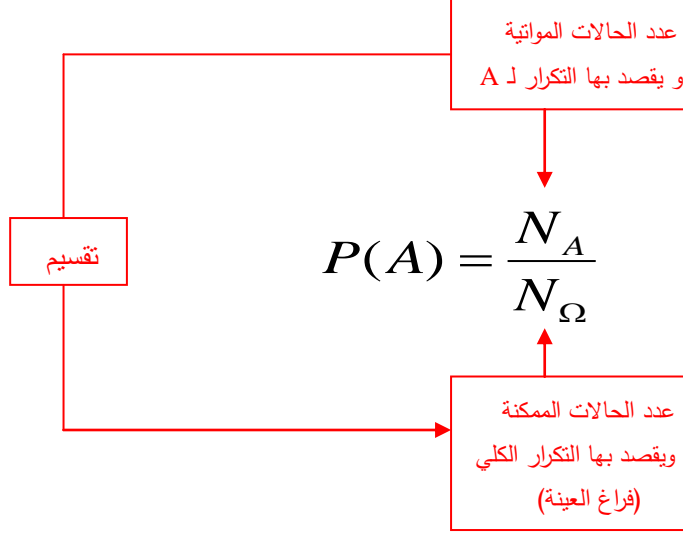 عدد الحالات المواتية
و يقصد بها التكرار لـ A
تقسيم
P(A) = N_A / N_Ω
عدد الحالات الممكنة
ويقصد بها التكرار الكلي
(فراغ العينة)